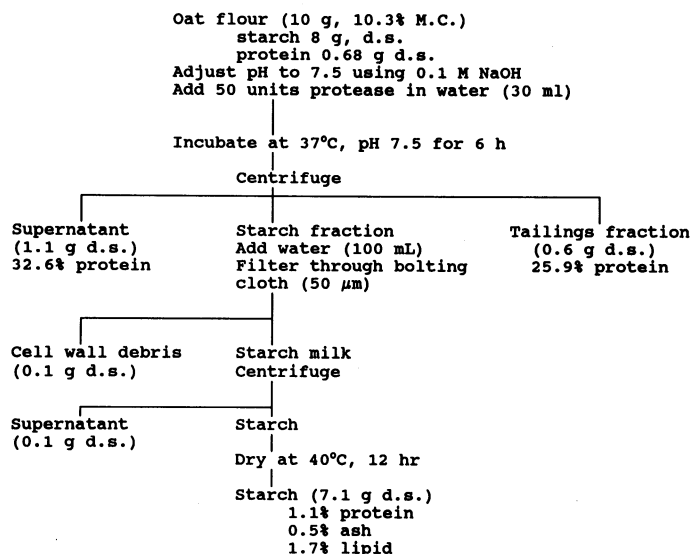 Oat flour (10 g, 10.3% M.C.)
starch 8 g, d.s.
protein 0.68 g d.s.
Adjust pH to 7.5 using 0.1 M NaOH
Add 50 units protease in water (30 ml)
Incubate at 37°C, pH 7.5 for 6 h
Centrifuge
Supernatant
(1.1 g d.s.)
32.6% protein
Starch fraction
Add water (100 mL)
Filter through bolting
cloth (50 μm)
Tailings fraction
(0.6 g d.s.)
25.9% protein
Cell wall debris
(0.1 g d.s.)
Starch milk
Centrifuge
Supernatant
(0.1 g d.s.)
Starch
Dry at 40°C, 12 hr
Starch (7.1 g d.s.)
1.1% protein
0.5% ash
1.7% lipid